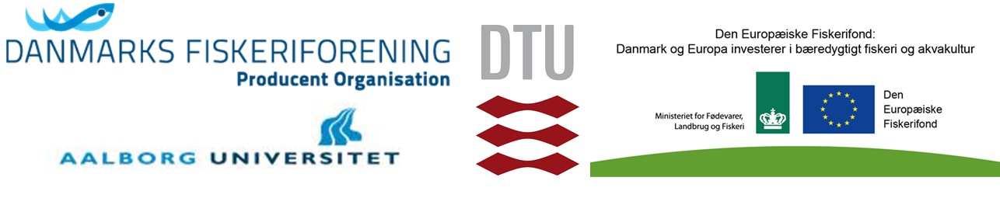 DANMARKS FISKERIFORENING
Producent Organisation
AALBORG UNIVERSITET
DTU
Den Europæiske Fiskerifond:
Danmark og Europa investerer i bæredygtigt fiskeri og akvakultur
Ministeriet for Fødevarer,
Landbrug og Fiskeri
Den
Europæiske
Fiskerifond